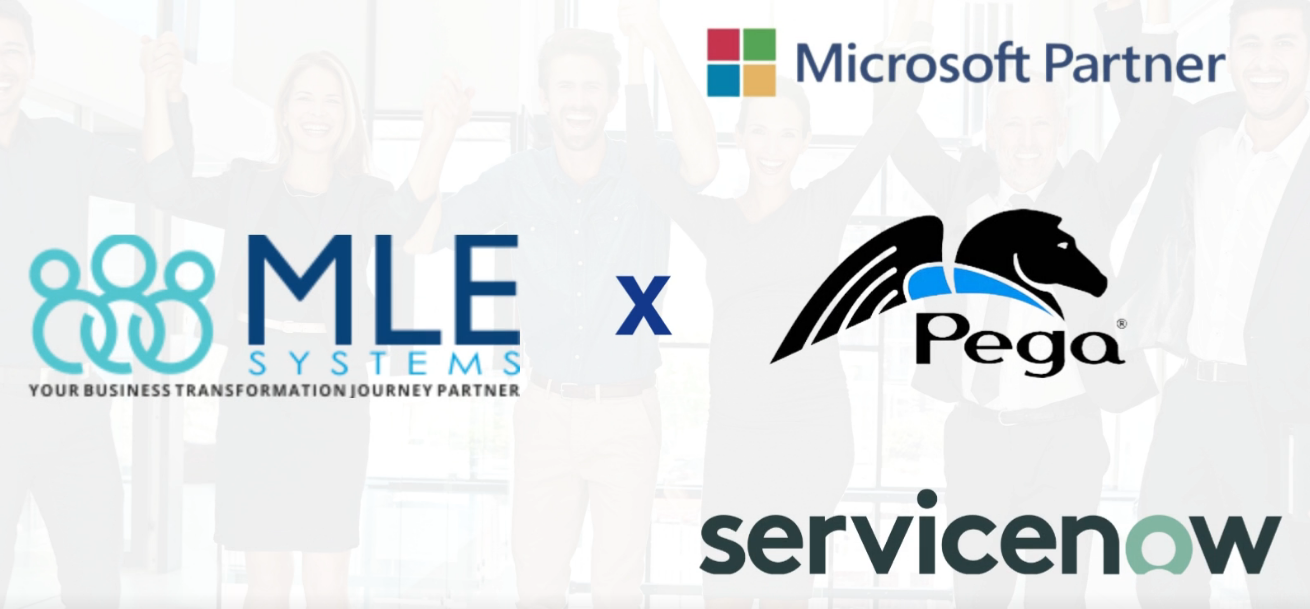 Microsoft Partner
MLE
SYSTEMS
YOUR BUSINESS TRANSFORMATION JOURNEY PARTNER
X
Pega®
servicenow